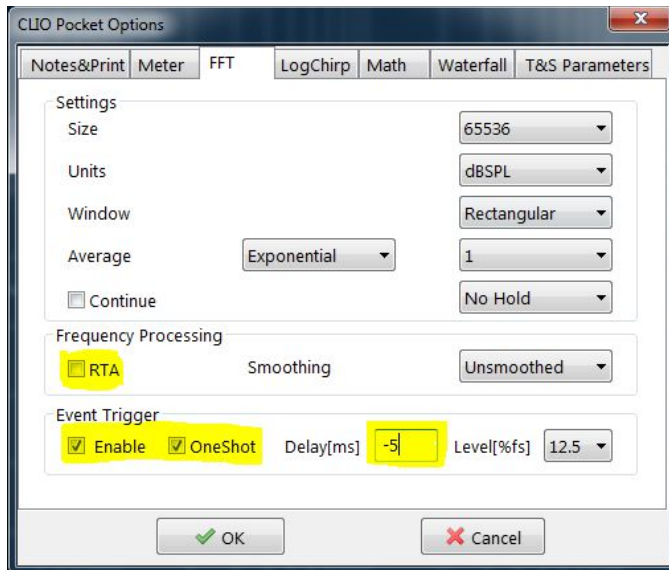 CLIO Pocket Options
Notes&Print Meter FFT LogChirp Math Waterfall T&S Parameters
Settings
Size 65536
Units dBSPL
Window Rectangular
Average Exponential 1
Continue No Hold
Frequency Processing
RTA Smoothing Unsmoothed
Event Trigger
Enable OneShot Delay[ms] -5 Level[%fs] 12.5
OK Cancel